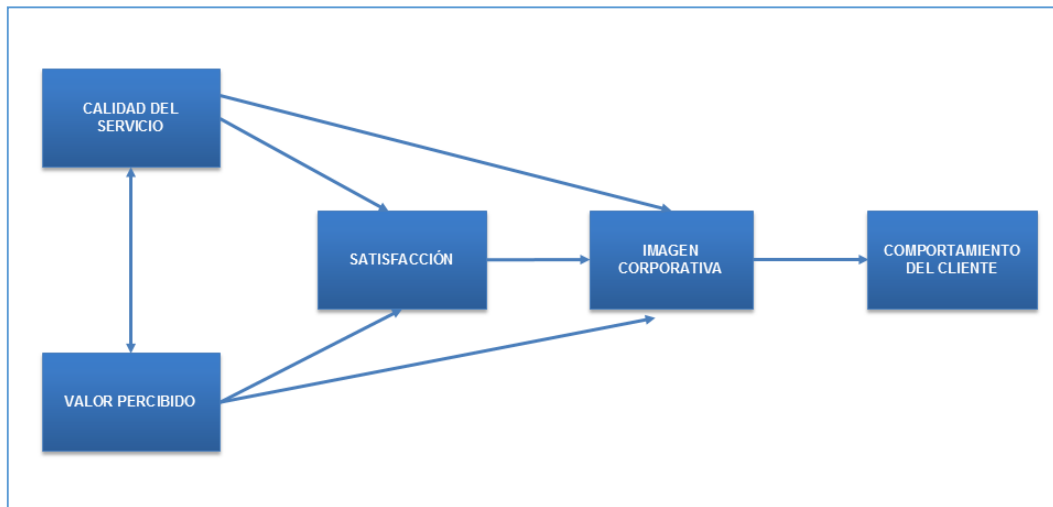 CALIDAD DEL
SERVICIO
SATISFACCIÓN
IMAGEN
CORPORATIVA
COMPORTAMIENTO
DEL CLIENTE
VALOR PERCIBIDO